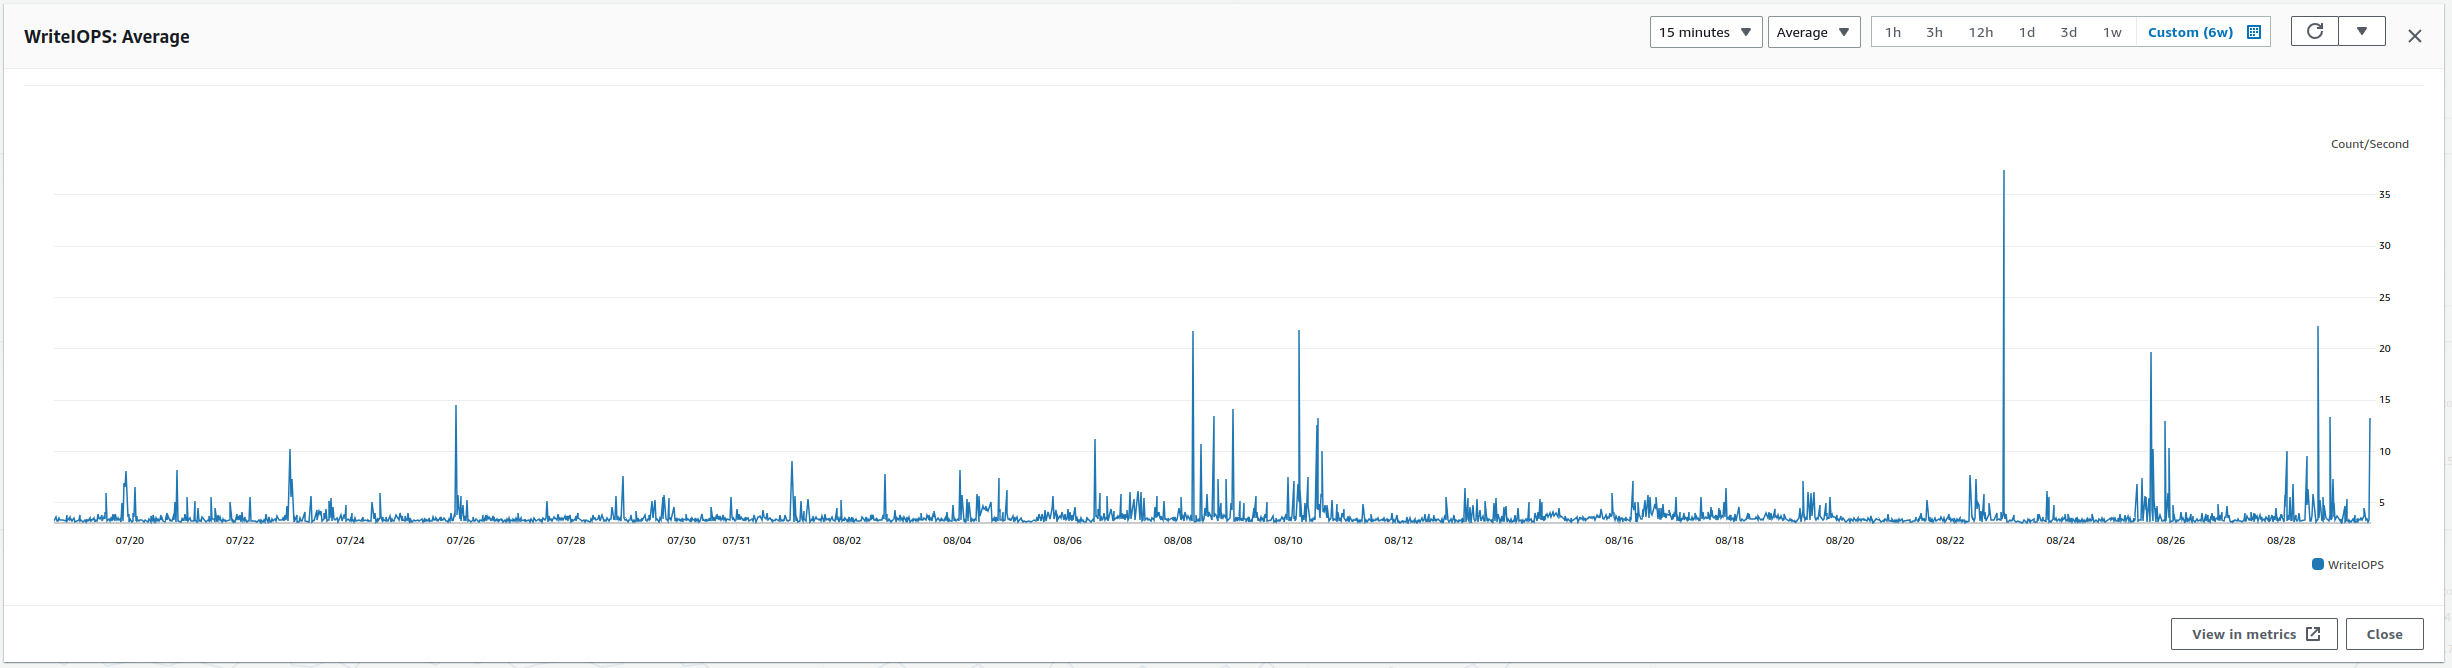 WriteIOPS: Average
15 minutes Average 1h 3h 12h 1d 3d 1w Custom (6w)
Count/Second
35
30
25
20
15
10
5
07/20 07/22 07/24 07/26 07/28 07/30 07/31 08/02 08/04 08/06 08/08 08/10 08/12 08/14 08/16 08/18 08/20 08/22 08/24 08/26 08/28
WriteIOPS
View in metrics Close